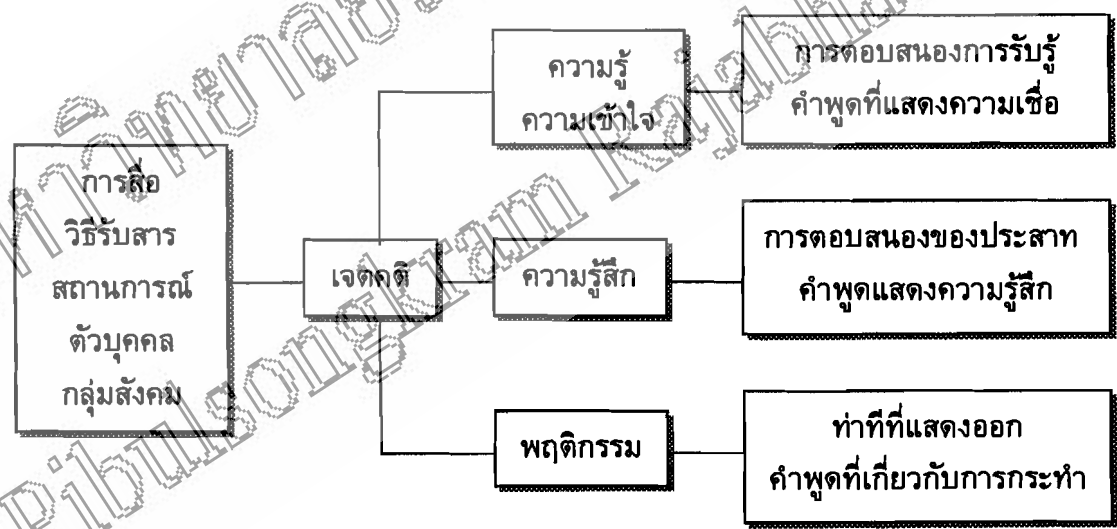 ความรู้
ความเข้าใจ
การตอบสนองการรับรู้
คำพูดที่แสดงความเชื่อ
การสื่อ
วิธีรับสาร
สถานการณ์
ตัวบุคคล
กลุ่มสังคม
เจตคติ
ความรู้สึก
การตอบสนองของประสาท
คำพูดแสดงความรู้สึก
พฤติกรรม
ท่าทีที่แสดงออก
คำพูดที่เกี่ยวกับการกระทำ
Pibulsongkram Rajabha